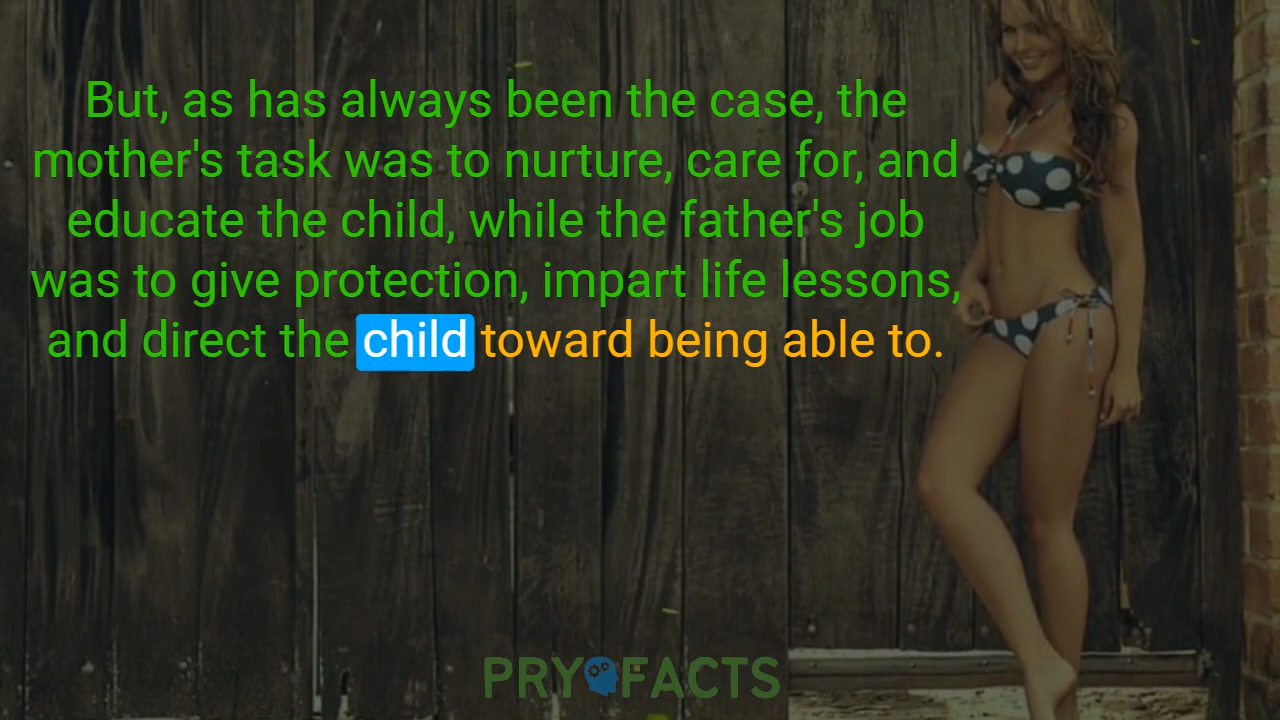 But, as has always been the case, the
mother's task was to nurture, care for, and
educate the child, while the father's job
was to give protection, impart life lessons,
and direct the child toward being able to.
PRYOFACTS